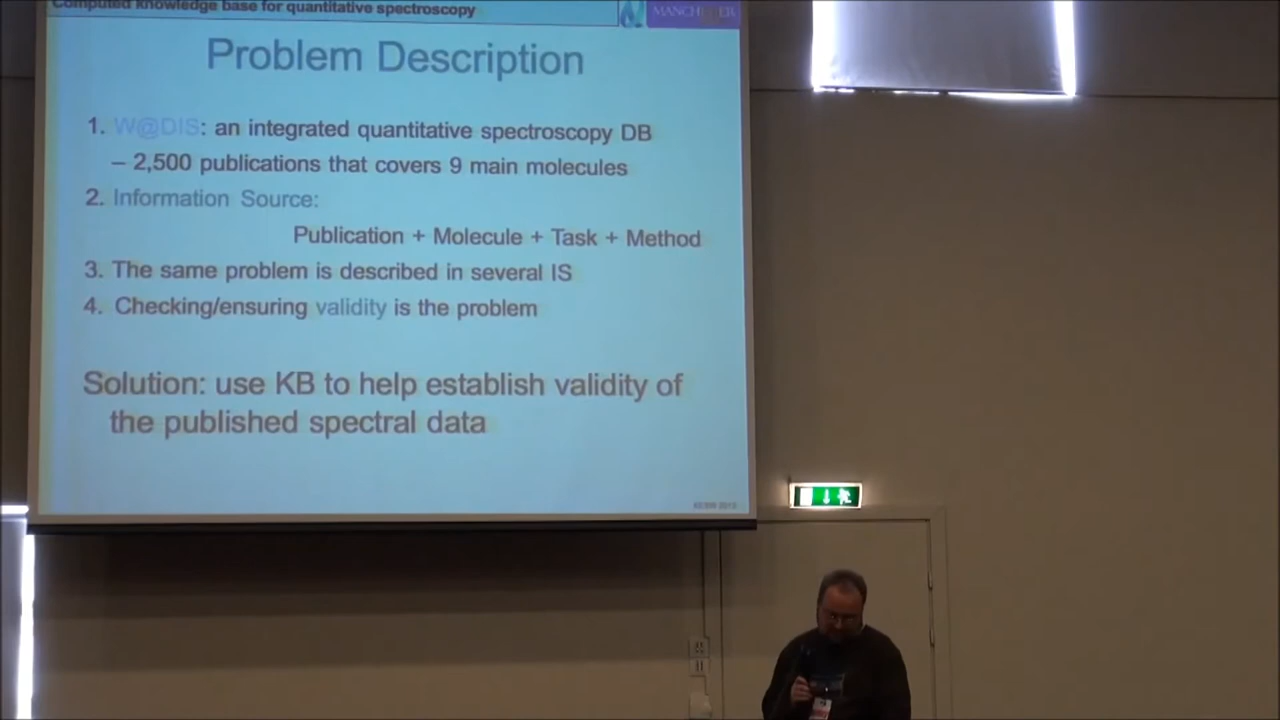 Computed knowledge base for quantitative spectroscopy
MANCHESTER
Problem Description
1. W@DIS: an integrated quantitative spectroscopy DB
– 2,500 publications that covers 9 main molecules
2. Information Source:
Publication + Molecule + Task + Method
3. The same problem is described in several IS
4. Checking/ensuring validity is the problem
Solution: use KB to help establish validity of
the published spectral data